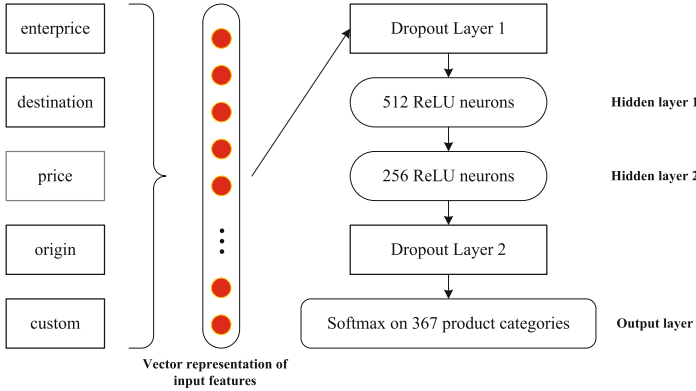 enterprice
destination
price
origin
custom
Vector representation of
input features
Dropout Layer 1
512 ReLU neurons
Hidden layer 1
256 ReLU neurons
Hidden layer 2
Dropout Layer 2
Softmax on 367 product categories
Output layer